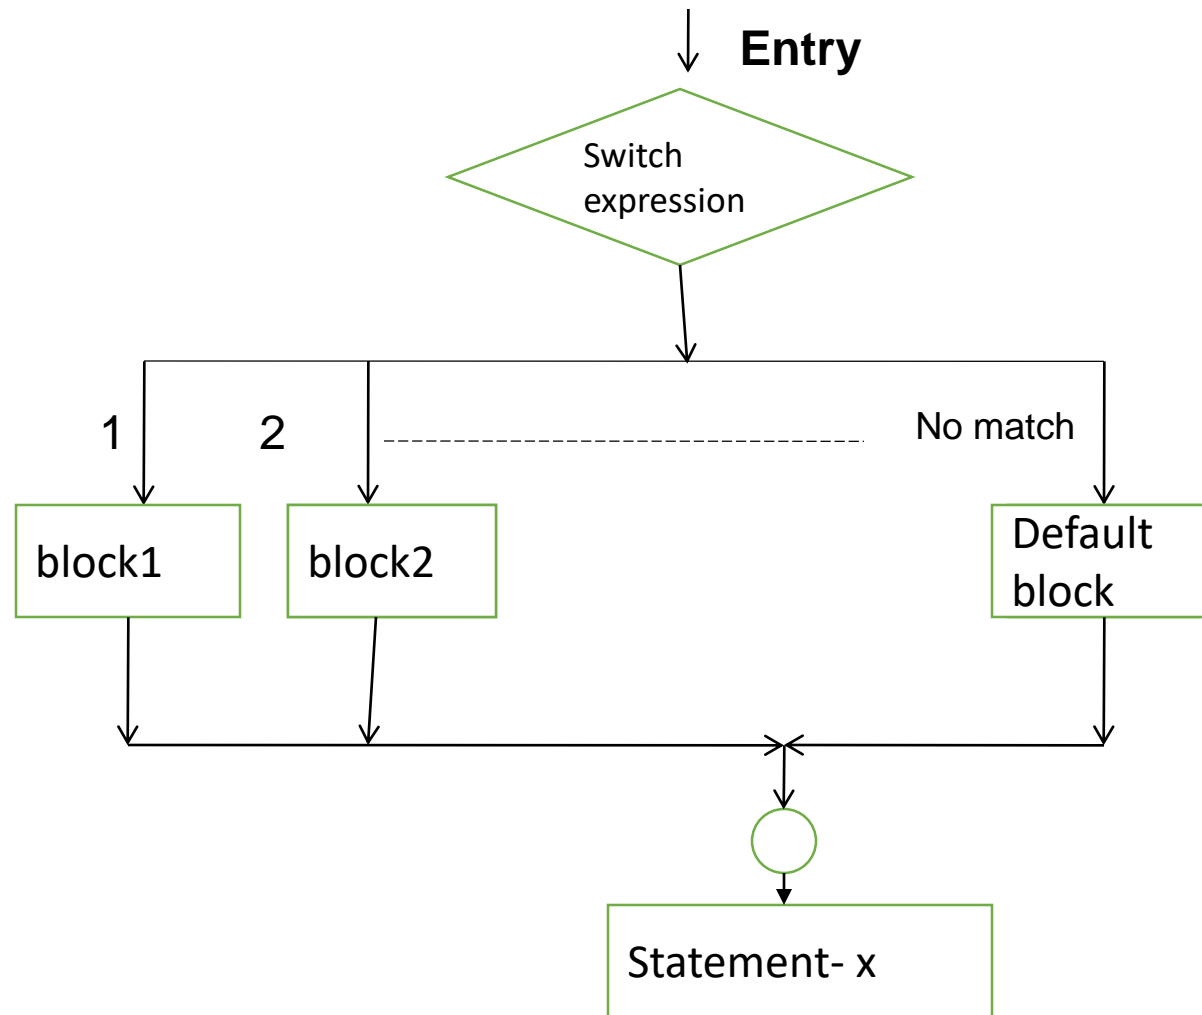 Entry
Switch
expression
1
2
No match
block1
block2
Default
block
Statement- x